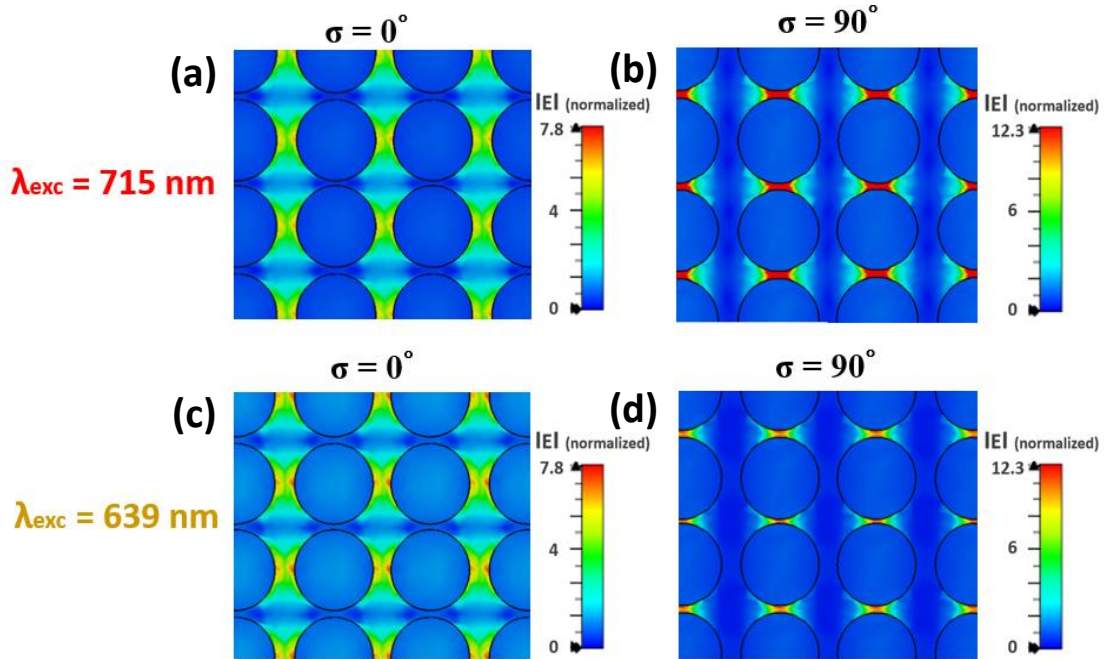 σ = 0°
σ = 90°
(a)
(b)
|E| (normalized)
7.8
4
0
|E| (normalized)
12.3
6
0
λexc = 715 nm
σ = 0°
σ = 90°
(c)
(d)
|E| (normalized)
7.8
4
0
|E| (normalized)
12.3
6
0
λexc = 639 nm